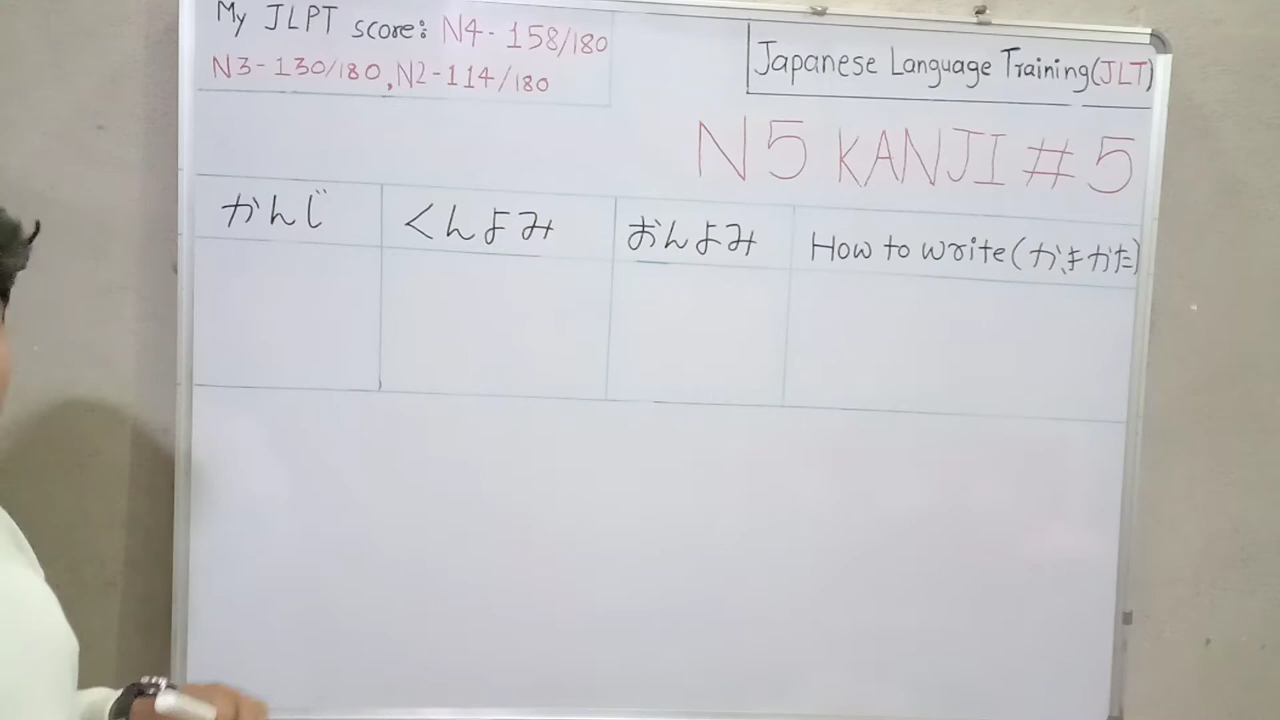 My JLPT score: N4-158/180
N3-130/180, N2-114/180
Japanese Language Training(JLT)
N5 KANJI #5
かんじ くんよみ おんよみ How to write(かきかた)